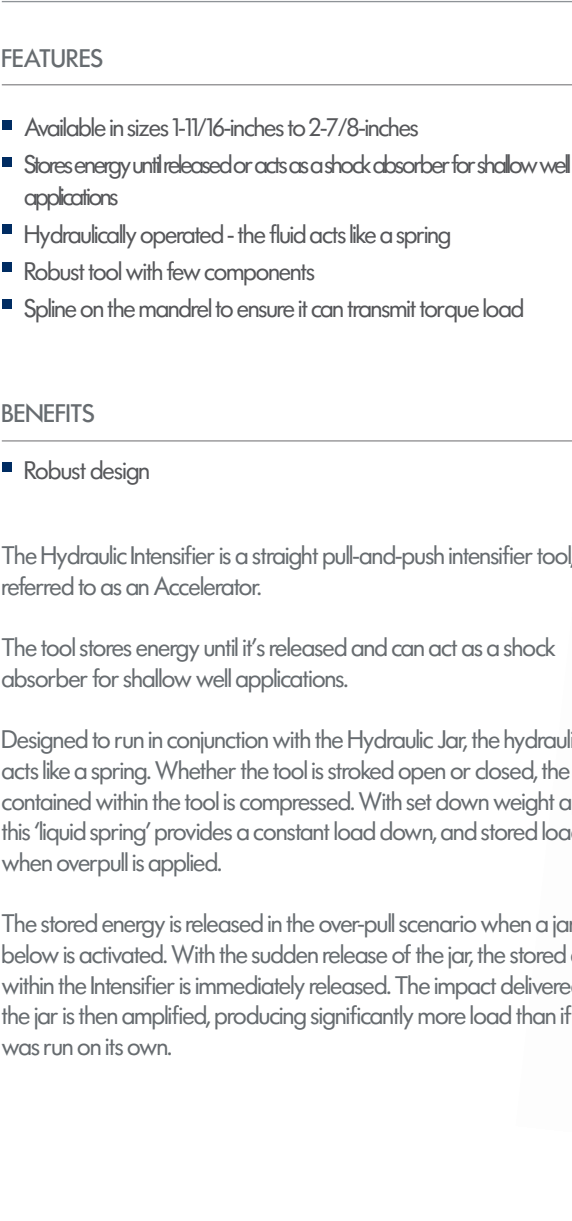 FEATURES
Available in sizes 1-11/16-inches to 2-7/8-inches
Stores energy until released or acts as a shock absorber for shallow well
applications
Hydraulically operated - the fluid acts like a spring
Robust tool with few components
Spline on the mandrel to ensure it can transmit torque load
BENEFITS
Robust design
The Hydraulic Intensifier is a straight pull-and-push intensifier tool,
referred to as an Accelerator.
The tool stores energy until it’s released and can act as a shock
absorber for shallow well applications.
Designed to run in conjunction with the Hydraulic Jar, the
acts like a spring. Whether the tool is stroked open or closed, the
contained within the tool is compressed. With set down weight
this ‘liquid spring’ provides a constant load down, and stored
when overpull is applied.
The stored energy is released in the over-pull scenario when a jar
below is activated. With the sudden release of the jar, the stored
within the Intensifier is immediately released. The impact
the jar is then amplified, producing significantly more load than if
was run on its own.